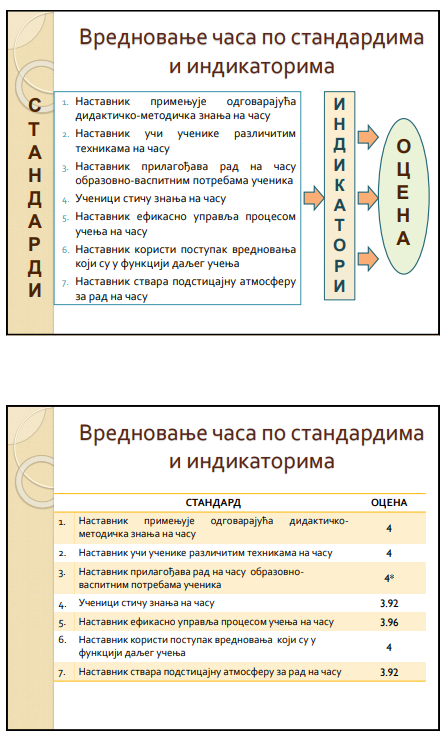 Вредновање часа по стандардима
и индикаторима
СТАНДАРДИ
1. Наставник примењује одговарајућа
дидактичко-методичка знања на часу
2. Наставник учи ученике различитим
техникама на часу
3. Наставник прилагођава рад на часу
образовно-васпитним потребама ученика
4. Ученици стичу знања на часу
5. Наставник ефикасно управља процесом
учења на часу
6. Наставник користи поступак вредновања
који су у функцији даљег учења
7. Наставник ствара подстицајну атмосферу
за рад на часу
ИНДИКАТОРИ
ОЦЕНА
Вредновање часа по стандардима
и индикаторима
СТАНДАРД ОЦЕНА
1. Наставник примењује одговарајућа дидактичко-
методичка знања на часу 4
2. Наставник учи ученике различитим техникама на часу 4
3. Наставник прилагођава рад на часу образовно-
васпитним потребама ученика 4*
4. Ученици стичу знања на часу 3.92
5. Наставник ефикасно управља процесом учења на часу 3.96
6. Наставник користи поступак вредновања који су у
функцији даљег учења 4
7. Наставник ствара подстицајну атмосферу за рад на часу 3.92